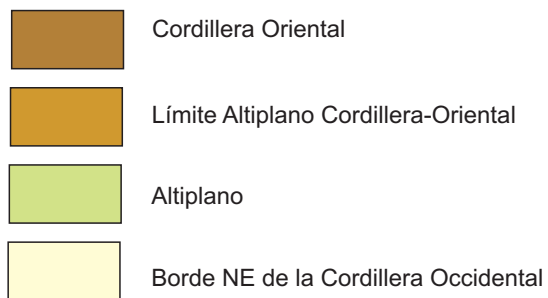 Cordillera Oriental
Límite Altiplano Cordillera-Oriental
Altiplano
Borde NE de la Cordillera Occidental